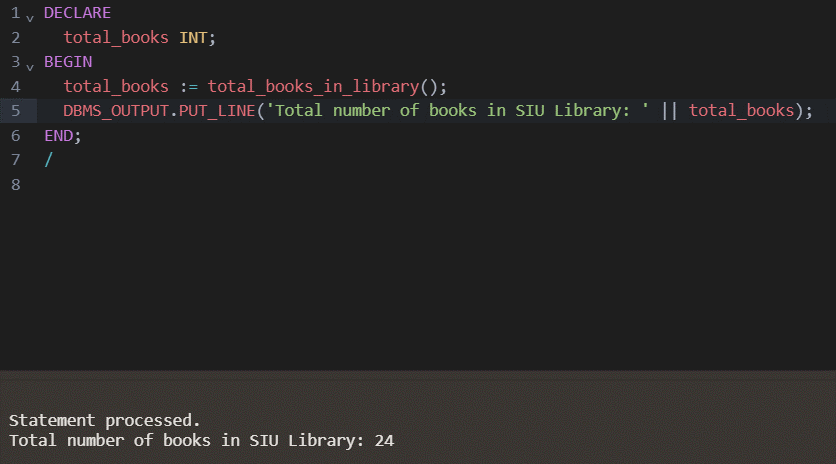 1 DECLARE
2 total_books INT;
3 BEGIN
4 total_books := total_books_in_library();
5 DBMS_OUTPUT.PUT_LINE('Total number of books in SIU Library: ' || total_books);
6 END;
7 /
8
Statement processed.
Total number of books in SIU Library: 24